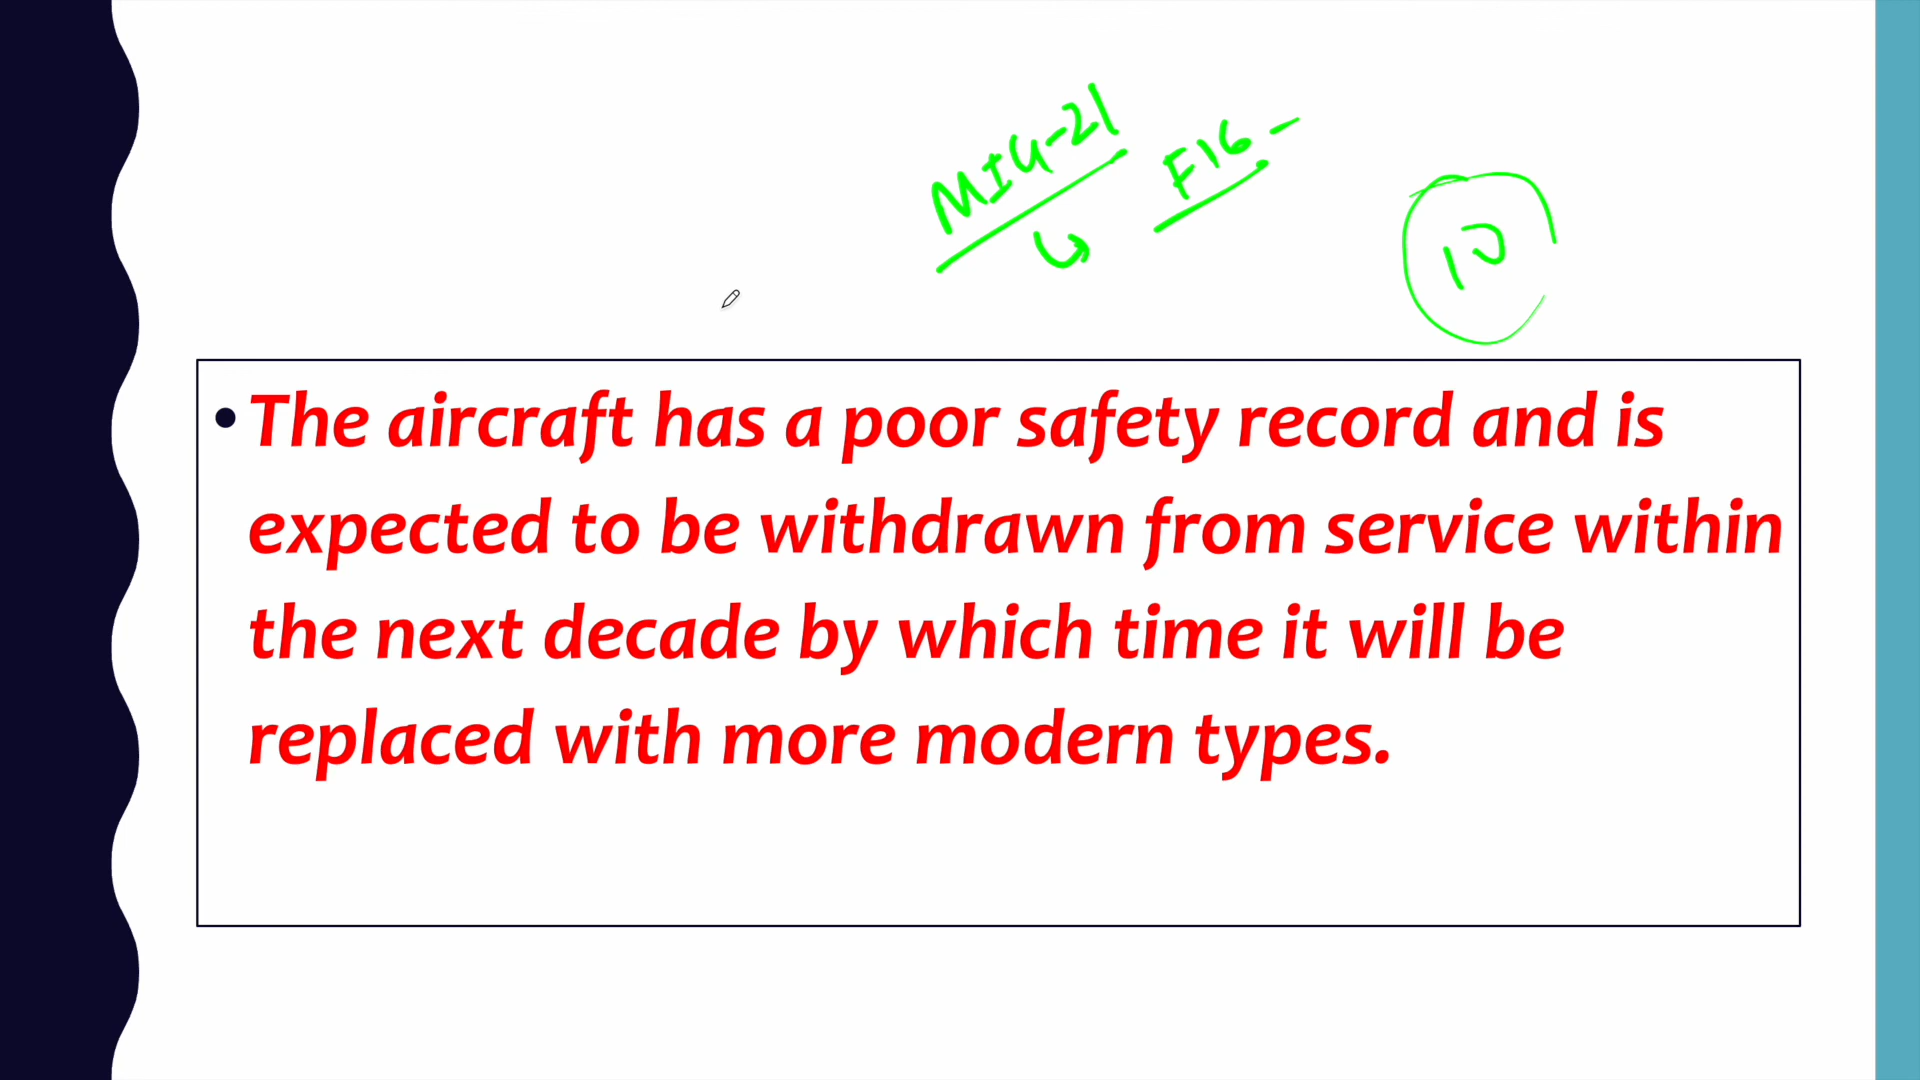 MIG-21
F16 -
10
• The aircraft has a poor safety record and is
expected to be withdrawn from service within
the next decade by which time it will be
replaced with more modern types.